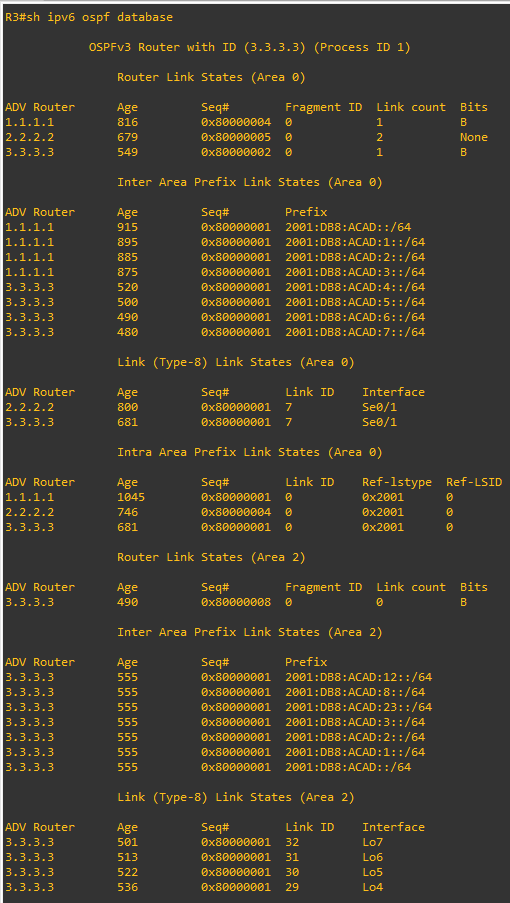 R3#sh ipv6 ospf database
OSPFv3 Router with ID (3.3.3.3) (Process ID 1)
Router Link States (Area 0)
ADV Router Age Seq# Fragment ID Link count Bits
1.1.1.1 816 0x80000004 0 1 B
2.2.2.2 679 0x80000005 0 2 None
3.3.3.3 549 0x80000002 0 1 B
Inter Area Prefix Link States (Area 0)
ADV Router Age Seq# Prefix
1.1.1.1 915 0x80000001 2001:DB8:ACAD::/64
1.1.1.1 895 0x80000001 2001:DB8:ACAD:1::/64
1.1.1.1 885 0x80000001 2001:DB8:ACAD:2::/64
1.1.1.1 875 0x80000001 2001:DB8:ACAD:3::/64
3.3.3.3 520 0x80000001 2001:DB8:ACAD:4::/64
3.3.3.3 500 0x80000001 2001:DB8:ACAD:5::/64
3.3.3.3 490 0x80000001 2001:DB8:ACAD:6::/64
3.3.3.3 480 0x80000001 2001:DB8:ACAD:7::/64
Link (Type-8) Link States (Area 0)
ADV Router Age Seq# Link ID Interface
2.2.2.2 800 0x80000001 7 Se0/1
3.3.3.3 681 0x80000001 7 Se0/1
Intra Area Prefix Link States (Area 0)
ADV Router Age Seq# Link ID Ref-lstype Ref-LSID
1.1.1.1 1045 0x80000001 0 0x2001 0
2.2.2.2 746 0x80000004 0 0x2001 0
3.3.3.3 681 0x80000001 0 0x2001 0
Router Link States (Area 2)
ADV Router Age Seq# Fragment ID Link count Bits
3.3.3.3 490 0x80000008 0 0 B
Inter Area Prefix Link States (Area 2)
ADV Router Age Seq# Prefix
3.3.3.3 555 0x80000001 2001:DB8:ACAD:12::/64
3.3.3.3 555 0x80000001 2001:DB8:ACAD:8::/64
3.3.3.3 555 0x80000001 2001:DB8:ACAD:23::/64
3.3.3.3 555 0x80000001 2001:DB8:ACAD:3::/64
3.3.3.3 555 0x80000001 2001:DB8:ACAD:2::/64
3.3.3.3 555 0x80000001 2001:DB8:ACAD:1::/64
3.3.3.3 555 0x80000001 2001:DB8:ACAD::/64
Link (Type-8) Link States (Area 2)
ADV Router Age Seq# Link ID Interface
3.3.3.3 501 0x80000001 32 Lo7
3.3.3.3 513 0x80000001 31 Lo6
3.3.3.3 522 0x80000001 30 Lo5
3.3.3.3 536 0x80000001 29 Lo4